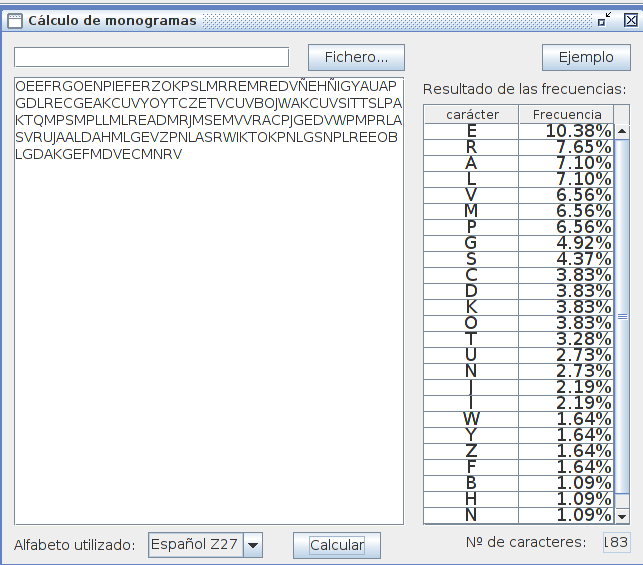 Cálculo de monogramas
Fichero...
Ejemplo
OEEFRGOENPIEFERZOKPSLMRREMREDVÑEHÑIGYAUAP
GDLRECGEAKCUVYOYTCZETVCUVBOJWAKCUVSITTSLPA
KTQMPSMPLLMLREADMRJMSEMVVRACPJGEDVWPMPRLA
SVRUJAALDAHMLGEVZPNLASRWIKTOKPNLGSNPLREEOB
LGDAKGEFMDVECMNRV
Resultado de las frecuencias:
carácter Frecuencia
E 10.38%
R 7.65%
A 7.10%
L 7.10%
V 6.56%
M 6.56%
P 6.56%
G 4.92%
S 4.37%
C 3.83%
D 3.83%
K 3.83%
O 3.83%
T 3.28%
U 2.73%
N 2.73%
J 2.19%
I 2.19%
W 1.64%
Y 1.64%
Z 1.64%
F 1.64%
B 1.09%
H 1.09%
1.09%
Alfabeto utilizado: Español Z27 Calcular
Nº de caracteres: 183